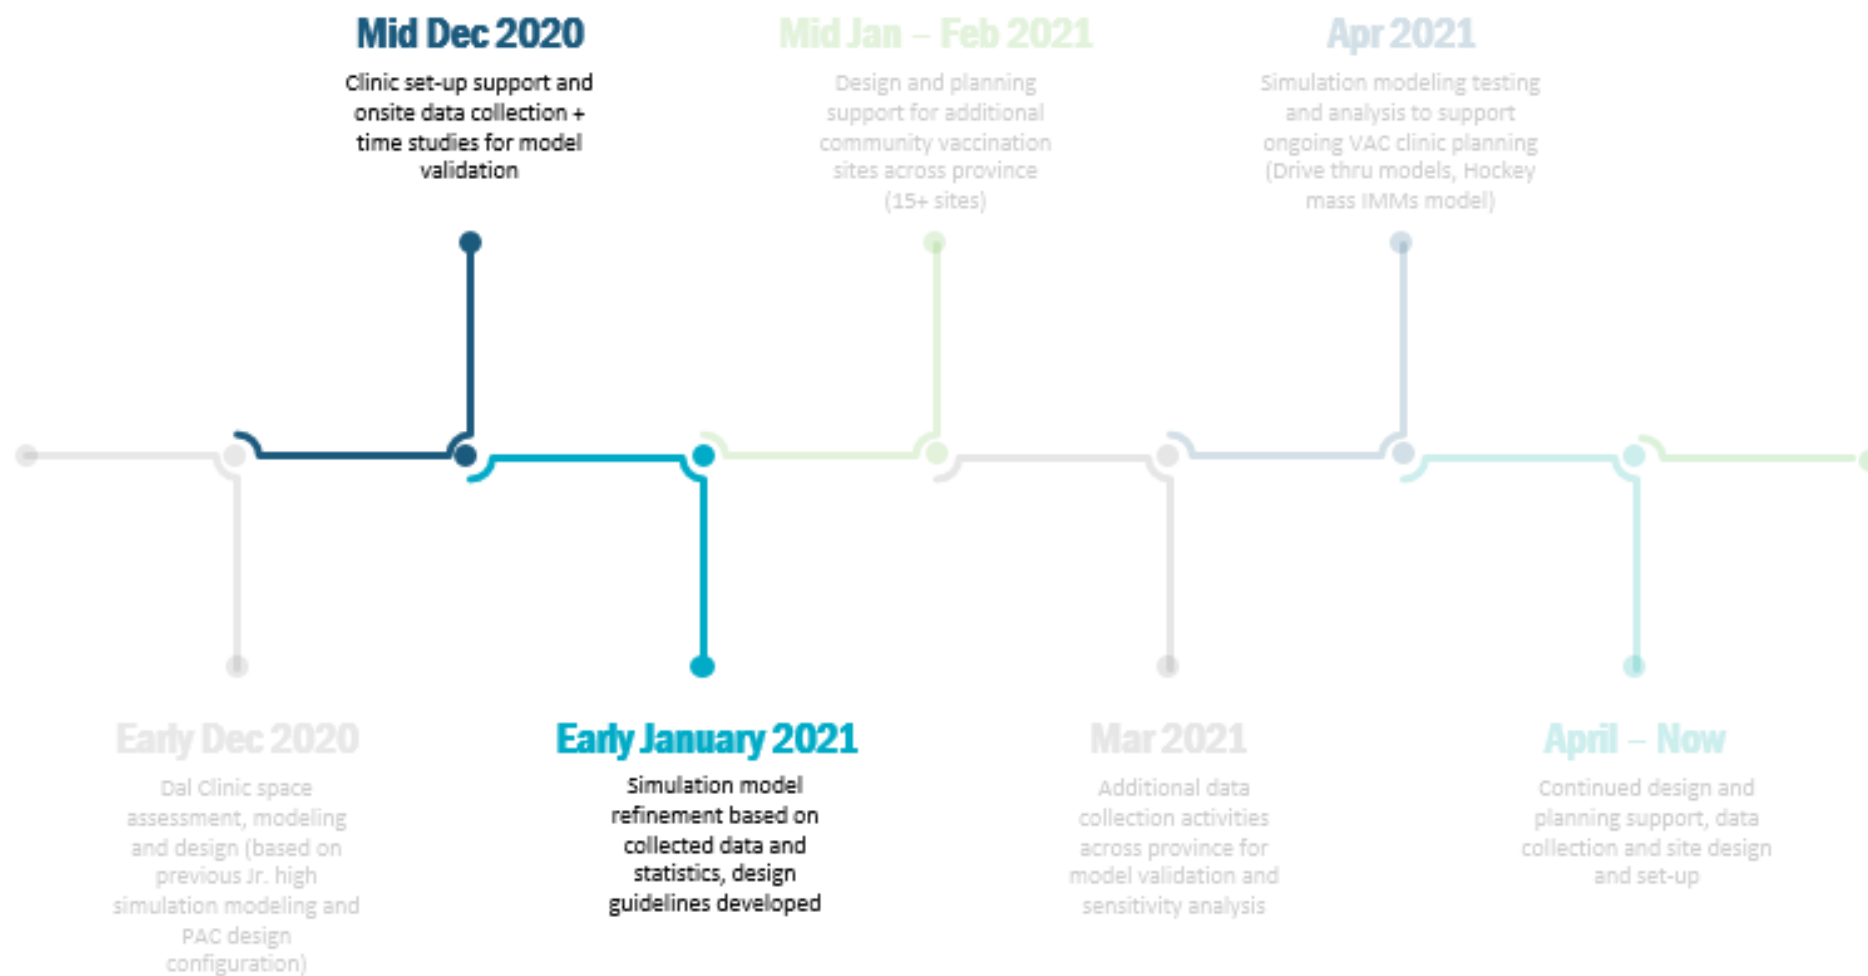 Mid Dec 2020
Clinic set-up support and
onsite data collection +
time studies for model
validation
Mid Jan – Feb 2021
Design and planning
support for additional
community vaccination
sites across province
(15+ sites)
Apr 2021
Simulation modeling testing
and analysis to support
ongoing VAC clinic planning
(Drive thru models, Hockey
mass IMMs model)
Early Dec 2020
Dal Clinic space
assessment, modeling
and design (based on
previous Jr. high
simulation modeling and
PAC design
configuration)
Early January 2021
Simulation model
refinement based on
collected data and
statistics, design
guidelines developed
Mar 2021
Additional data
collection activities
across province for
model validation and
sensitivity analysis
April – Now
Continued design and
planning support, data
collection and site design
and set-up